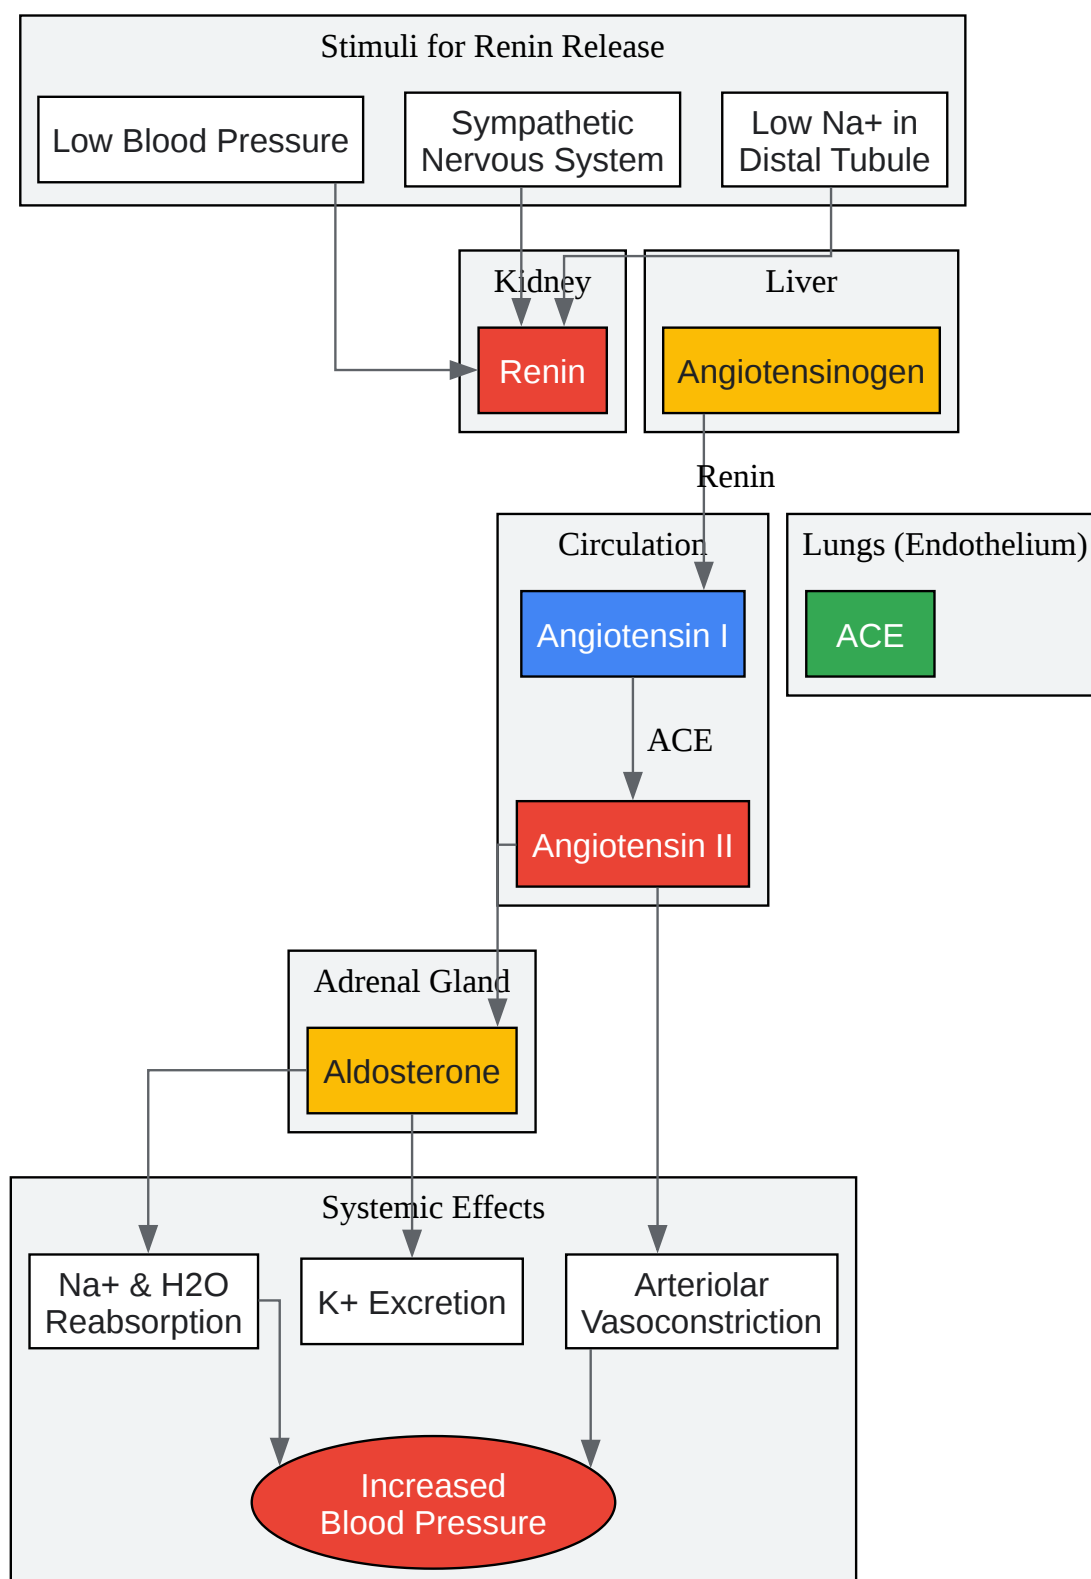 Stimuli for Renin Release
Low Blood Pressure
Sympathetic
Nervous System
Low Na+ in
Distal Tubule
Kidney
Renin
Liver
Angiotensinogen
Renin
Circulation
Angiotensin I
Lungs (Endothelium)
ACE
ACE
Angiotensin II
Adrenal Gland
Aldosterone
Systemic Effects
Na+ & H2O
Reabsorption
K+ Excretion
Arteriolar
Vasoconstriction
Increased
Blood Pressure